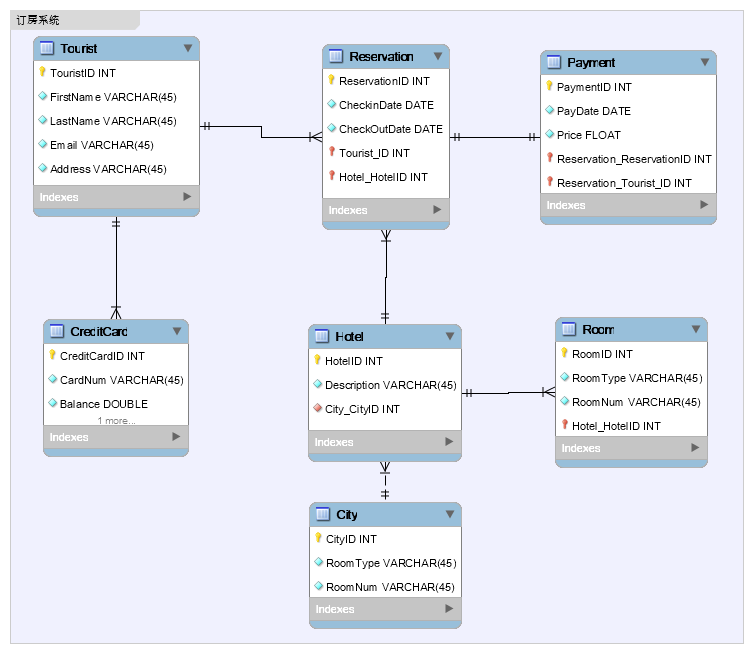 订房系统
Tourist
TouristID INT
FirstName VARCHAR(45)
LastName VARCHAR(45)
Email VARCHAR(45)
Address VARCHAR(45)
Indexes
Reservation
ReservationID INT
CheckinDate DATE
CheckOutDate DATE
Tourist_ID INT
Hotel_HotelID INT
Indexes
Payment
PaymentID INT
PayDate DATE
Price FLOAT
Reservation_ReservationID INT
Reservation_Tourist_ID INT
Indexes
CreditCard
CreditCardID INT
CardNum VARCHAR(45)
Balance DOUBLE
1 more...
Indexes
Hotel
HotelID INT
Description VARCHAR(45)
City_CityID INT
Indexes
Room
RoomID INT
RoomType VARCHAR(45)
RoomNum VARCHAR(45)
Hotel_HotelID INT
Indexes
City
CityID INT
RoomType VARCHAR(45)
RoomNum VARCHAR(45)
Indexes